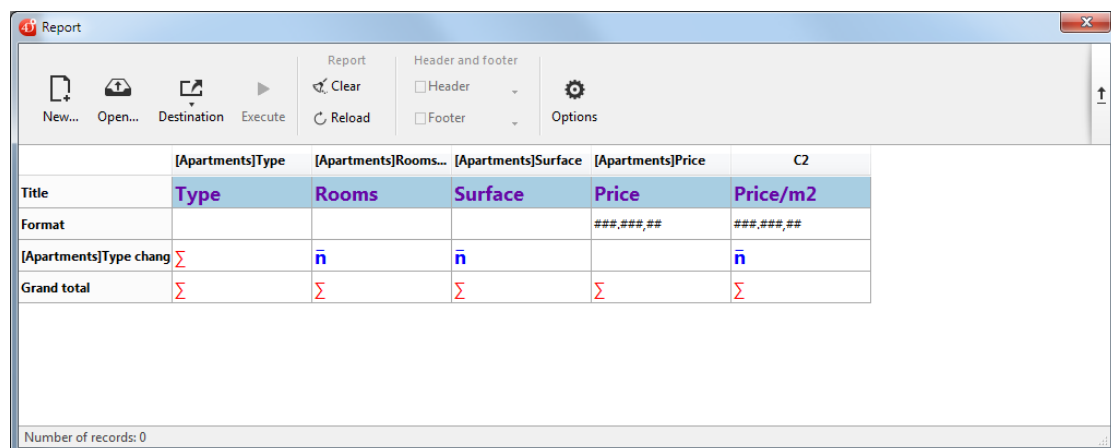 Report
Report
Header and footer
New...
Open...
Destination
Execute
Clear
Reload
Header
Footer
Options
[Apartments]Type [Apartments]Rooms... [Apartments]Surface [Apartments]Price C2
Title Type Rooms Surface Price Price/m2
Format ###.###,## ###.###,##
[Apartments]Type chang ∑ n̅ n̅ n̅
Grand total ∑ ∑ ∑ ∑ ∑
Number of records: 0